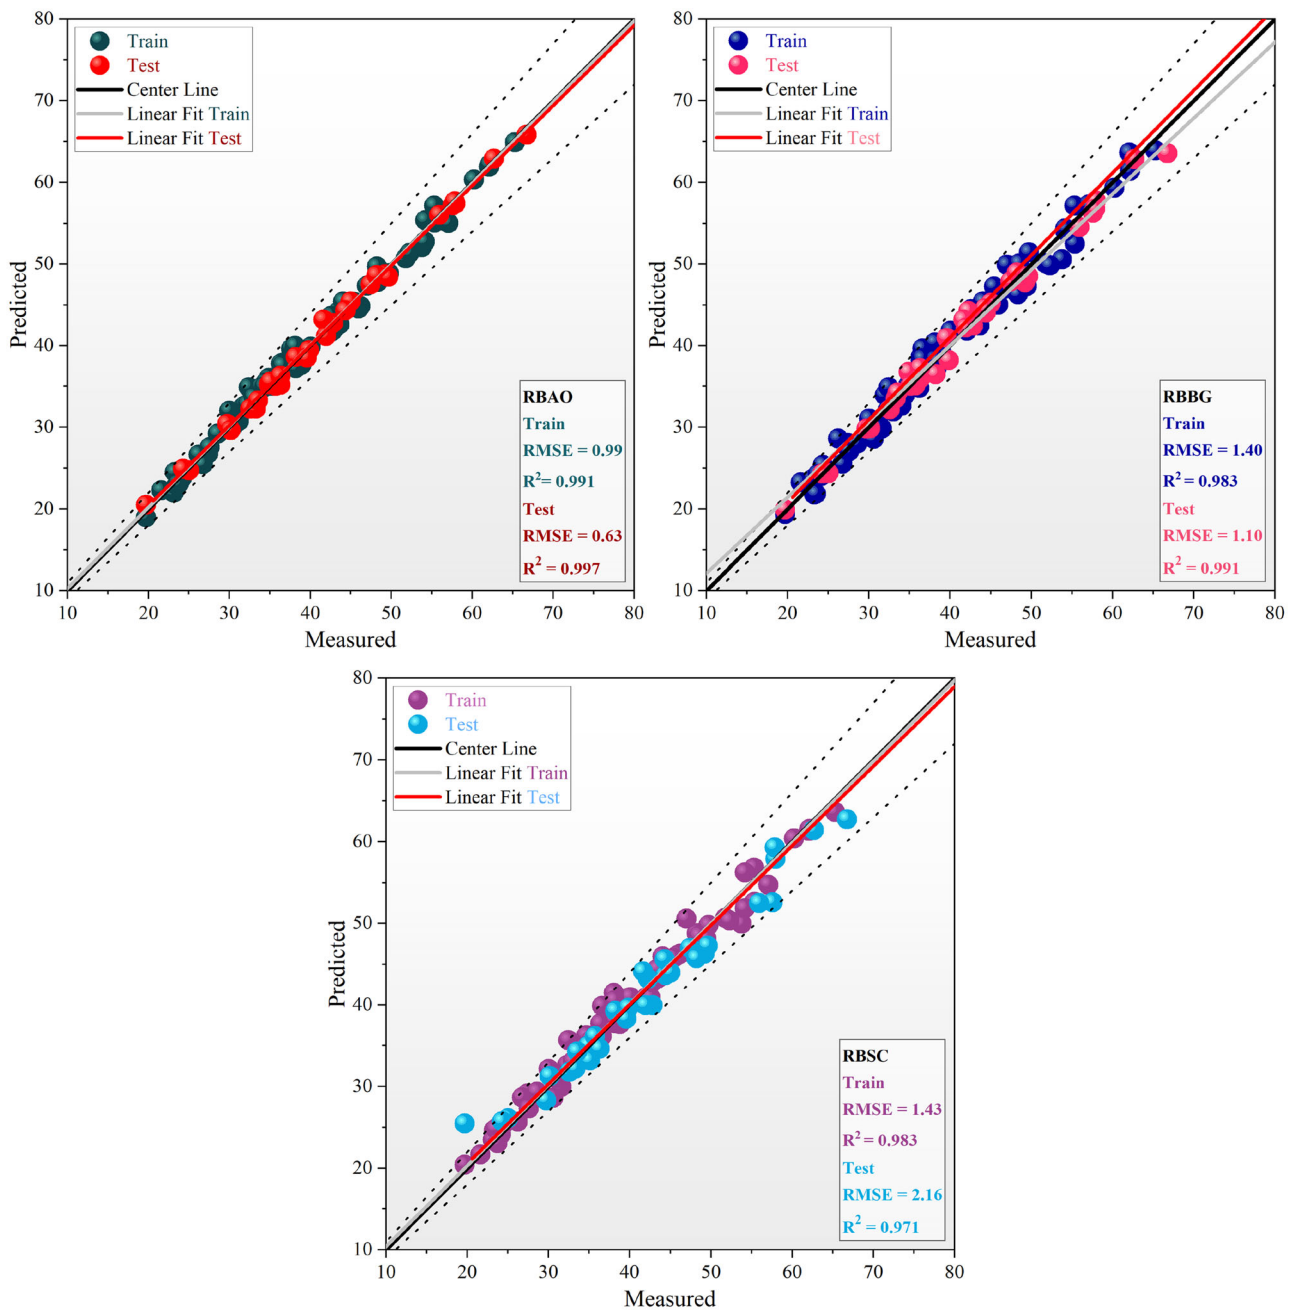 80
70
60
50
40
30
20
10
Predicted
Train
Test
Center Line
Linear Fit Train
Linear Fit Test
RBAO
Train
RMSE = 0.99
R²= 0.991
Test
RMSE = 0.63
R² = 0.997
10 20 30 40 50 60 70 80
Measured
80
70
60
50
40
30
20
10
Predicted
Train
Test
Center Line
Linear Fit Train
Linear Fit Test
RBBG
Train
RMSE = 1.40
R² = 0.983
Test
RMSE = 1.10
R² = 0.991
10 20 30 40 50 60 70 80
Measured
80
70
60
50
40
30
20
10
Predicted
Train
Test
Center Line
Linear Fit Train
Linear Fit Test
RBSC
Train
RMSE = 1.43
R² = 0.983
Test
RMSE = 2.16
R² = 0.971
10 20 30 40 50 60 70 80
Measured